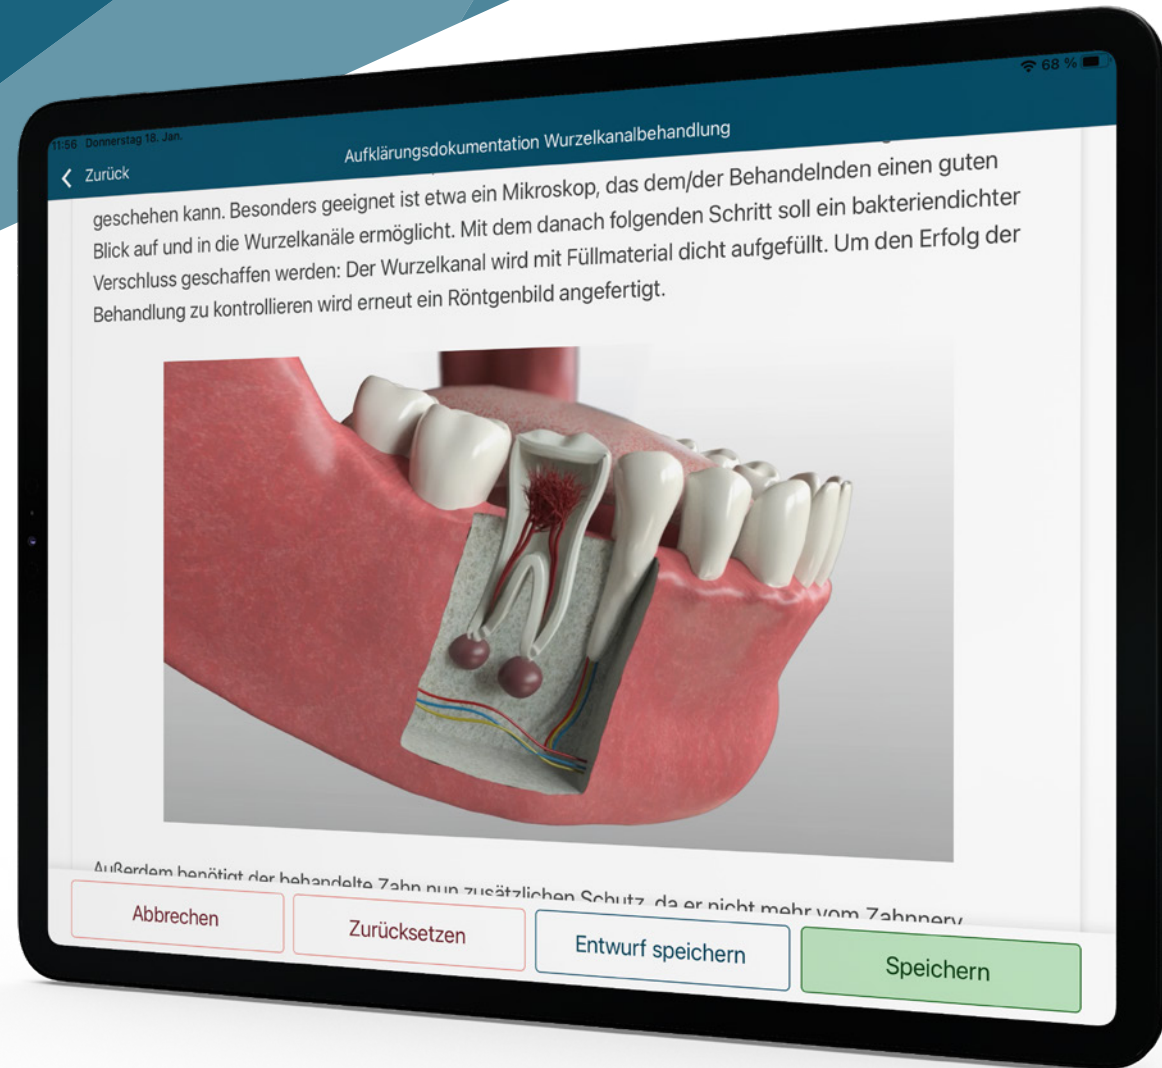 11:56 Donnerstag 18. Jan.
68 %
Zurück
Aufklärungsdokumentation Wurzelkanalbehandlung
geschehen kann. Besonders geeignet ist etwa ein Mikroskop, das dem/der Behandelnden einen guten
Blick auf und in die Wurzelkanäle ermöglicht. Mit dem danach folgenden Schritt soll ein bakteriendichter
Verschluss geschaffen werden: Der Wurzelkanal wird mit Füllmaterial dicht aufgefüllt. Um den Erfolg der
Behandlung zu kontrollieren wird erneut ein Röntgenbild angefertigt.
Außerdem benötigt der behandelte Zahn nun zusätzlichen Schutz, da er nicht mehr vom Zahnnerv
Abbrechen
Zurücksetzen
Entwurf speichern
Speichern